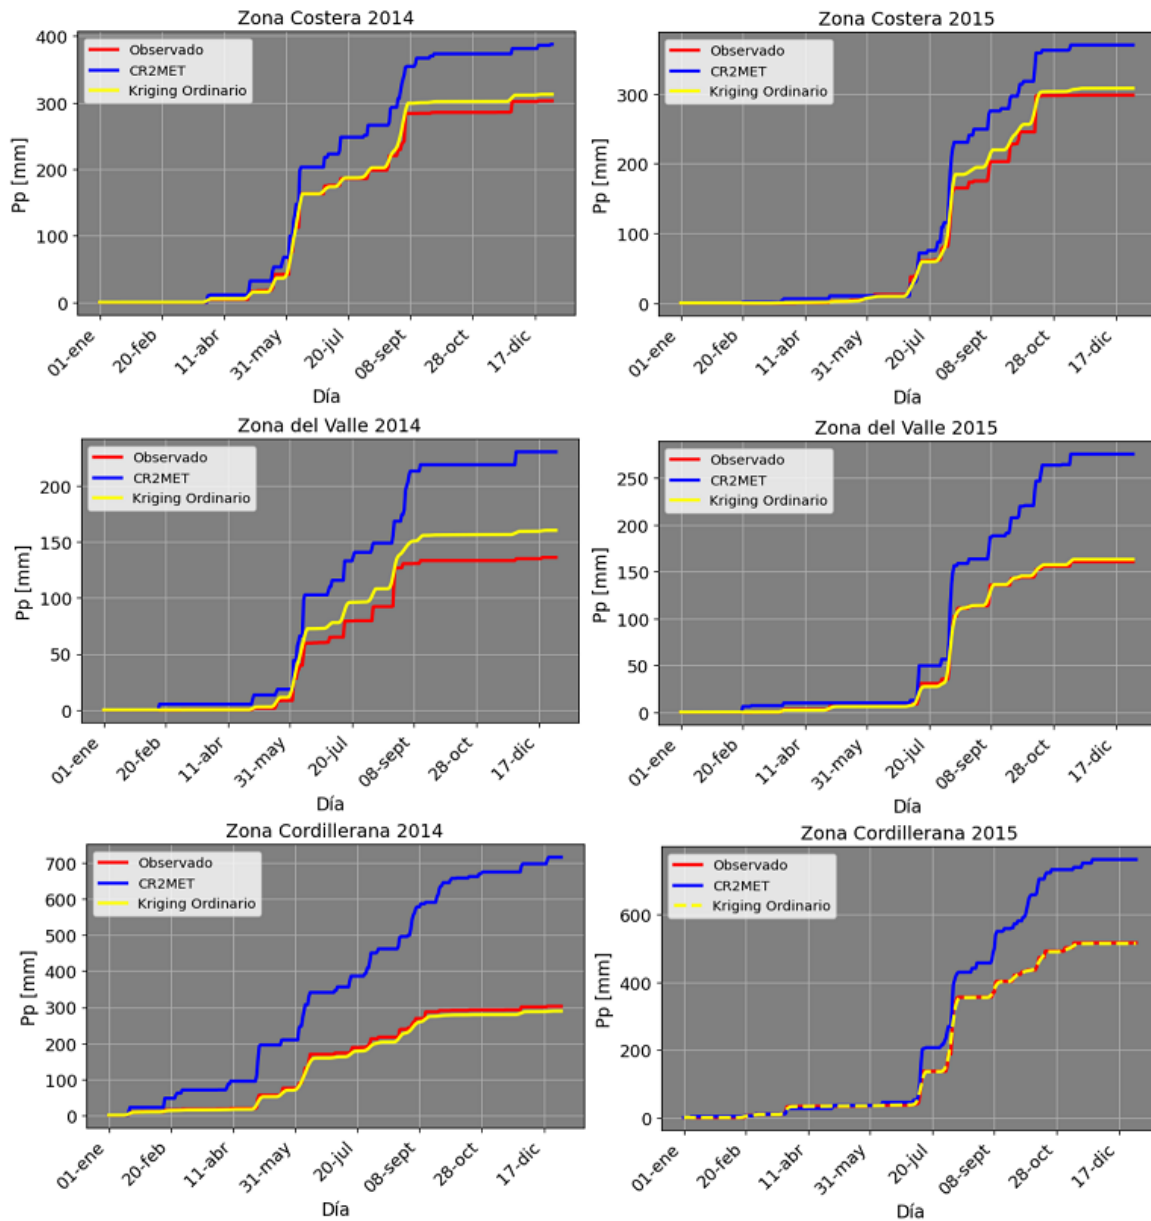 Zona Costera 2014
Observado
CR2MET
Kriging Ordinario
400
300
200
100
0
Pp [mm]
01-ene
20-feb
11-abr
31-may
20-jul
08-sept
28-oct
17-dic
Día
Zona Costera 2015
Observado
CR2MET
Kriging Ordinario
300
200
100
0
Pp [mm]
01-ene
20-feb
11-abr
31-may
20-jul
08-sept
28-oct
17-dic
Día
Zona del Valle 2014
Observado
CR2MET
Kriging Ordinario
200
150
100
50
0
Pp [mm]
01-ene
20-feb
11-abr
31-may
20-jul
08-sept
28-oct
17-dic
Día
Zona del Valle 2015
Observado
CR2MET
Kriging Ordinario
250
200
150
100
50
0
Pp [mm]
01-ene
20-feb
11-abr
31-may
20-jul
08-sept
28-oct
17-dic
Día
Zona Cordillerana 2014
Observado
CR2MET
Kriging Ordinario
700
600
500
400
300
200
100
0
Pp [mm]
01-ene
20-feb
11-abr
31-may
20-jul
08-sept
28-oct
17-dic
Día
Zona Cordillerana 2015
Observado
CR2MET
Kriging Ordinario
600
400
200
0
Pp [mm]
01-ene
20-feb
11-abr
31-may
20-jul
08-sept
28-oct
17-dic
Día